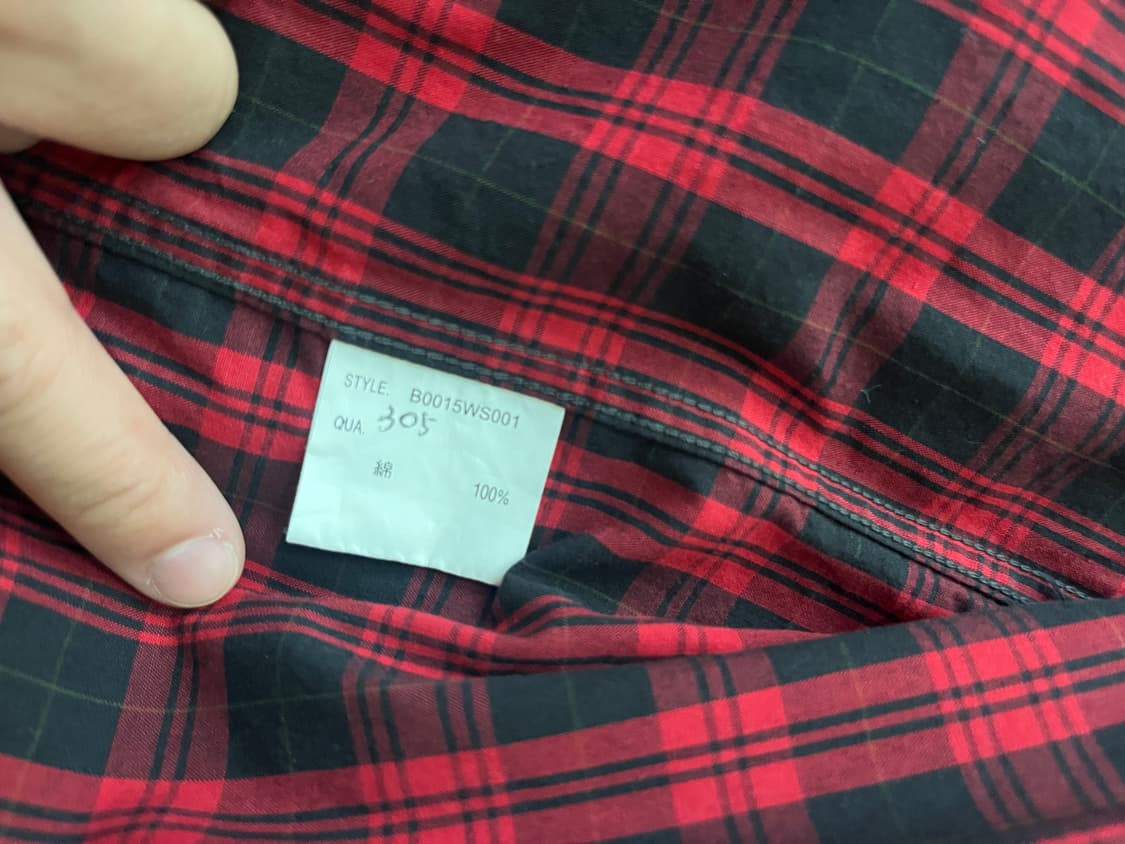 STYLE. B0015WS001
QUA. 305
綿 100%